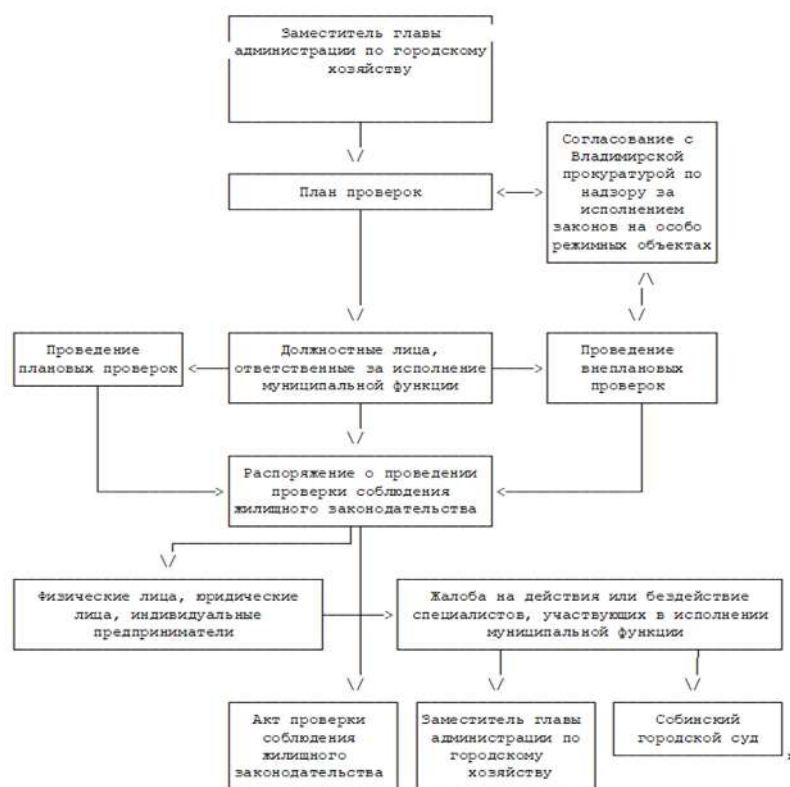 Заместитель главы
администрации по городскому
хозяйству
Согласование с
Владимирской
прокуратурой по
надзору за
исполнением
законов на особо
режимных объектах
План проверок
Проведение
плановых проверок
Должностные лица,
ответственные за исполнение
муниципальной функции
Проведение
внеплановых
проверок
Распоряжение о проведении
проверки соблюдения
жилищного законодательства
Физические лица, юридические
лица, индивидуальные
предприниматели
Жалоба на действия или бездействие
специалистов, участвующих в исполнении
муниципальной функции
Акт проверки
соблюдения
жилищного
законодательства
Заместитель главы
администрации по
городскому
хозяйству
Собинский
городской суд